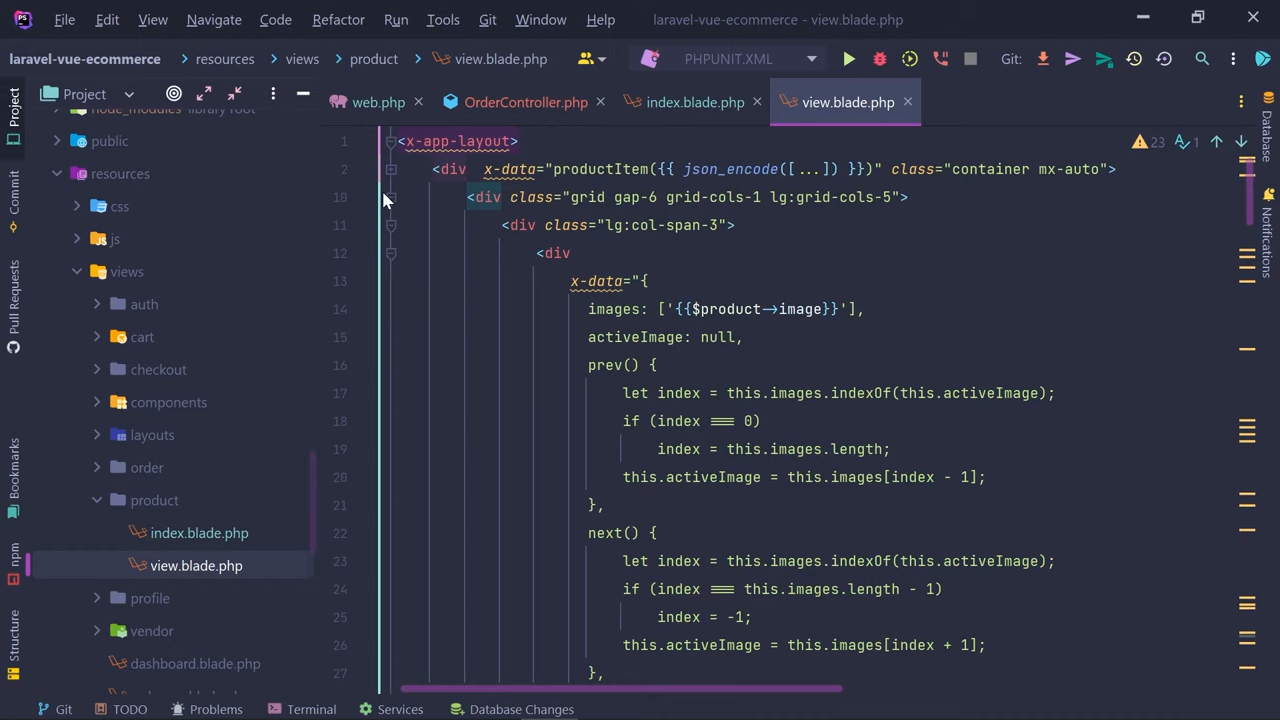 PS File Edit View Navigate Code Refactor Run Tools Git Window Help laravel-vue-ecommerce - view.blade.php
laravel-vue-ecommerce resources views product view.blade.php PHPUNIT.XML Git:
Project
web.php OrderController.php index.blade.php view.blade.php
public
resources
css
js
views
auth
cart
checkout
components
layouts
order
product
index.blade.php
view.blade.php
profile
vendor
dashboard.blade.php
1 <x-app-layout>
2 <div x-data="productItem({{ json_encode([...]) }})" class="container mx-auto">
10 <div class="grid gap-6 grid-cols-1 lg:grid-cols-5">
11 <div class="lg:col-span-3">
12 <div
13 x-data="{
14 images: ['{{$product->image}}'],
15 activeImage: null,
16 prev() {
17 let index = this.images.indexOf(this.activeImage);
18 if (index === 0)
19 index = this.images.length;
20 this.activeImage = this.images[index - 1];
21 },
22 next() {
23 let index = this.images.indexOf(this.activeImage);
24 if (index === this.images.length - 1)
25 index = -1;
26 this.activeImage = this.images[index + 1];
27 },
23 1
Project
Commit
Pull Requests
Bookmarks
npm
Structure
Database
Notifications
Git TODO Problems Terminal Services Database Changes